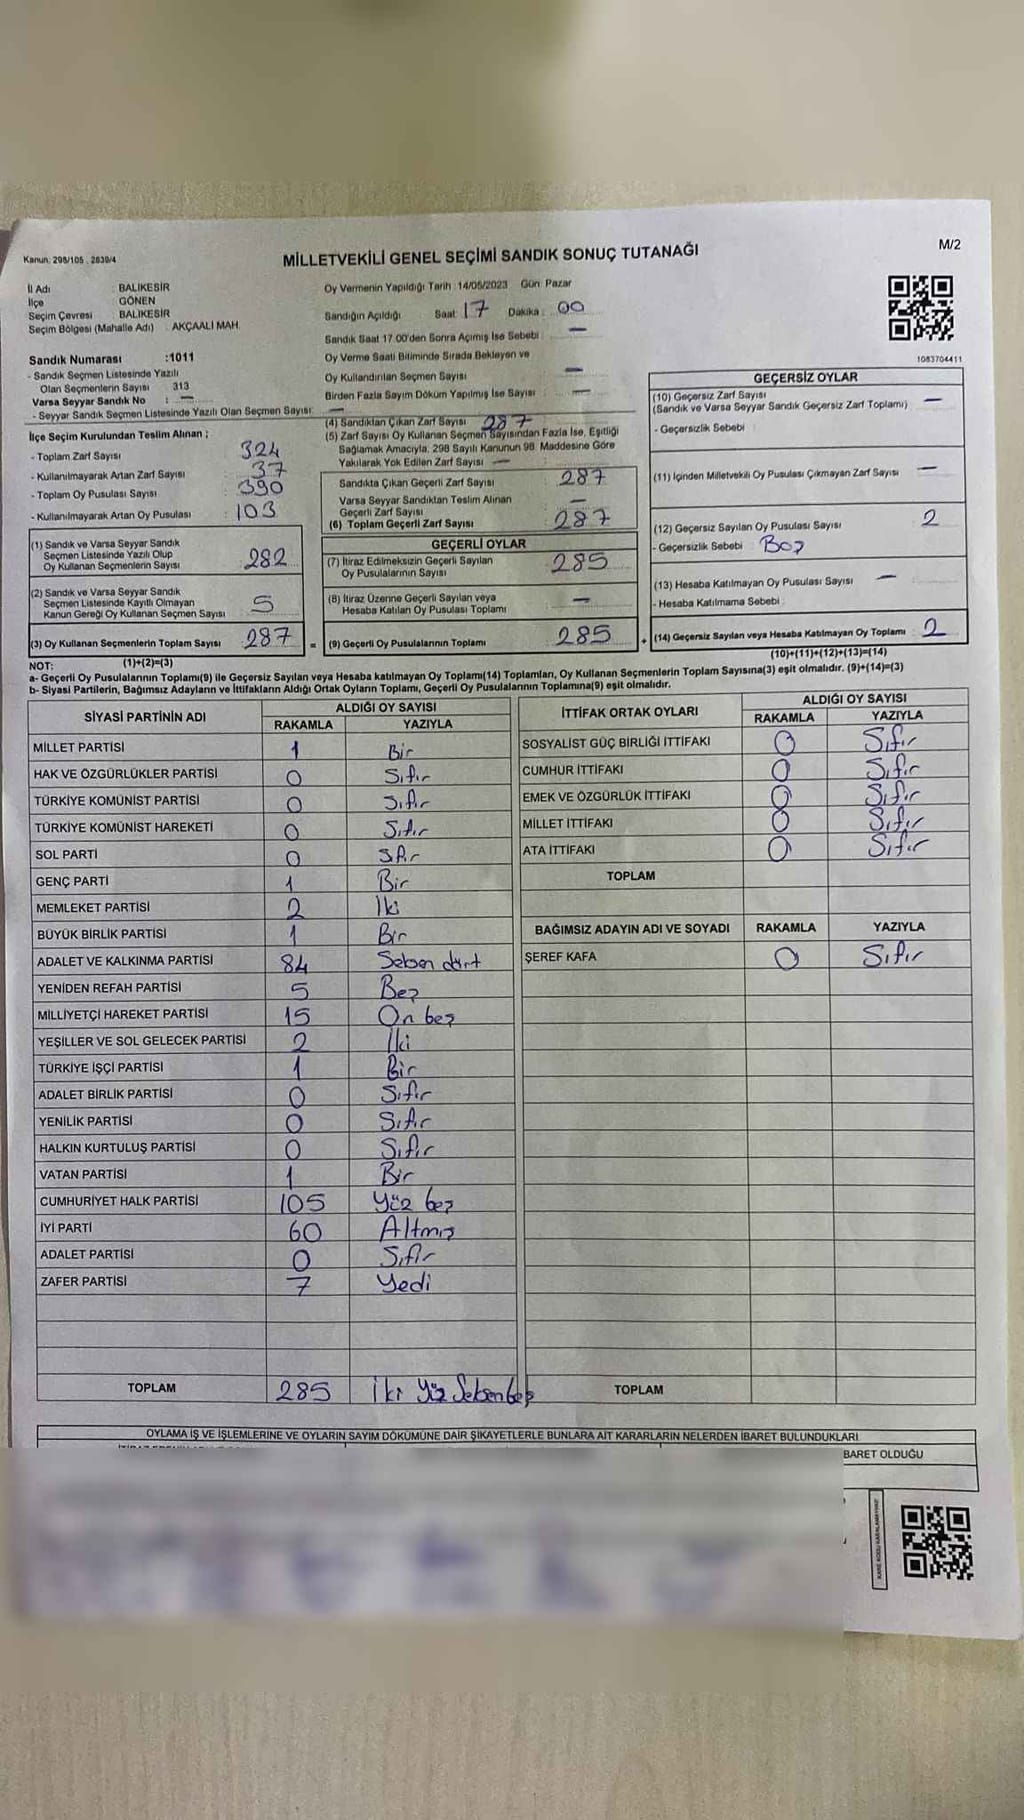 Kanun: 298/105 , 2839/4
MİLLETVEKİLİ GENEL SEÇİMİ SANDIK SONUÇ TUTANAĞI
M/2
İl Adı : BALIKESİR
İlçe : GÖNEN
Seçim Çevresi : BALIKESİR
Seçim Bölgesi (Mahalle Adı) : AKÇAALİ MAH.
Sandık Numarası :1011
- Sandık Seçmen Listesinde Yazılı
Olan Seçmenlerin Sayısı : 313
Varsa Seyyar Sandık No : —
- Seyyar Sandık Seçmen Listesinde Yazılı Olan Seçmen Sayısı: —
İlçe Seçim Kurulundan Teslim Alınan ;
- Toplam Zarf Sayısı : 324
- Kullanılmayarak Artan Zarf Sayısı : 37
- Toplam Oy Pusulası Sayısı : 390
- Kullanılmayarak Artan Oy Pusulası : 103
Oy Vermenin Yapıldığı Tarih :14/05/2023 Gün: Pazar
Sandığın Açıldığı Saat: 17 Dakika : 00
Sandık Saat 17.00'den Sonra Açımış İse Sebebi : —
Oy Verme Saati Bitiminde Sırada Bekleyen ve
Oy Kullandırılan Seçmen Sayısı : —
Birden Fazla Sayım Döküm Yapılmış İse Sayısı : —
(4) Sandıktan Çıkan Zarf Sayısı : 287
(5) Zarf Sayısı Oy Kullanan Seçmen Sayısından Fazla İse, Eşitliği
Sağlamak Amacıyla, 298 Sayılı Kanunun 98. Maddesine Göre
Yakılarak Yok Edilen Zarf Sayısı : —
Sandıkta Çıkan Geçerli Zarf Sayısı : 287
Varsa Seyyar Sandıktan Teslim Alınan
Geçerli Zarf Sayısı : —
(6) Toplam Geçerli Zarf Sayısı : 287
1083704411
GEÇERSİZ OYLAR
(10) Geçersiz Zarf Sayısı —
(Sandık ve Varsa Seyyar Sandık Geçersiz Zarf Toplamı)
- Geçersizlik Sebebi :
(11) İçinden Milletvekili Oy Pusulası Çıkmayan Zarf Sayısı —
(12) Geçersiz Sayılan Oy Pusulası Sayısı 2
- Geçersizlik Sebebi : Boş
(13) Hesaba Katılmayan Oy Pusulası Sayısı —
- Hesaba Katılmama Sebebi :
(14) Geçersiz Sayılan veya Hesaba Katılmayan Oy Toplamı 2
(10)+(11)+(12)+(13)=(14)
(1) Sandık ve Varsa Seyyar Sandık
Seçmen Listesinde Yazılı Olup
Oy Kullanan Seçmenlerin Sayısı 282
(2) Sandık ve Varsa Seyyar Sandık
Seçmen Listesinde Kayıtlı Olmayan
Kanun Gereği Oy Kullanan Seçmen Sayısı 5
(3) Oy Kullanan Seçmenlerin Toplam Sayısı 287 =
GEÇERLİ OYLAR
(7) İtiraz Edilmeksizin Geçerli Sayılan
Oy Pusulalarının Sayısı 285
(8) İtiraz Üzerine Geçerli Sayılan veya
Hesaba Katılan Oy Pusulası Toplamı —
(9) Geçerli Oy Pusulalarının Toplamı 285 +
NOT: (1)+(2)=(3)
a- Geçerli Oy Pusulalarının Toplamı(9) ile Geçersiz Sayılan veya Hesaba katılmayan Oy Toplamı(14) Toplamları, Oy Kullanan Seçmenlerin Toplam Sayısına(3) eşit olmalıdır. (9)+(14)=(3)
b- Siyasi Partilerin, Bağımsız Adayların ve İttifakların Aldığı Ortak Oyların Toplamı, Geçerli Oy Pusulalarının Toplamına(9) eşit olmalıdır.
SİYASİ PARTİNİN ADI ALDIĞI OY SAYISI
RAKAMLA YAZIYLA
MİLLET PARTİSİ 1 Bir
HAK VE ÖZGÜRLÜKLER PARTİSİ 0 Sıfır
TÜRKİYE KOMÜNİST PARTİSİ 0 Sıfır
TÜRKİYE KOMÜNİST HAREKETİ 0 Sıfır
SOL PARTİ 0 Sıfır
GENÇ PARTİ 1 Bir
MEMLEKET PARTİSİ 2 İki
BÜYÜK BİRLİK PARTİSİ 1 Bir
ADALET VE KALKINMA PARTİSİ 84 Seksen dört
YENİDEN REFAH PARTİSİ 5 Beş
MİLLİYETÇİ HAREKET PARTİSİ 15 On beş
YEŞİLLER VE SOL GELECEK PARTİSİ 2 İki
TÜRKİYE İŞÇİ PARTİSİ 1 Bir
ADALET BİRLİK PARTİSİ 0 Sıfır
YENİLİK PARTİSİ 0 Sıfır
HALKIN KURTULUŞ PARTİSİ 0 Sıfır
VATAN PARTİSİ 1 Bir
CUMHURİYET HALK PARTİSİ 105 Yüz beş
İYİ PARTİ 60 Altmış
ADALET PARTİSİ 0 Sıfır
ZAFER PARTİSİ 7 Yedi
TOPLAM 285 İki Yüz Seksen beş
İTTİFAK ORTAK OYLARI ALDIĞI OY SAYISI
RAKAMLA YAZIYLA
SOSYALİST GÜÇ BİRLİĞİ İTTİFAKI 0 Sıfır
CUMHUR İTTİFAKI 0 Sıfır
EMEK VE ÖZGÜRLÜK İTTİFAKI 0 Sıfır
MİLLET İTTİFAKI 0 Sıfır
ATA İTTİFAKI 0 Sıfır
TOPLAM
BAĞIMSIZ ADAYIN ADI VE SOYADI RAKAMLA YAZIYLA
ŞEREF KAFA 0 Sıfır
TOPLAM
OYLAMA İŞ VE İŞLEMLERİNE VE OYLARIN SAYIM DÖKÜMÜNE DAİR ŞİKAYETLERLE BUNLARA AİT KARARLARIN NELERDEN İBARET BULUNDUKLARI
BARET OLDUĞU